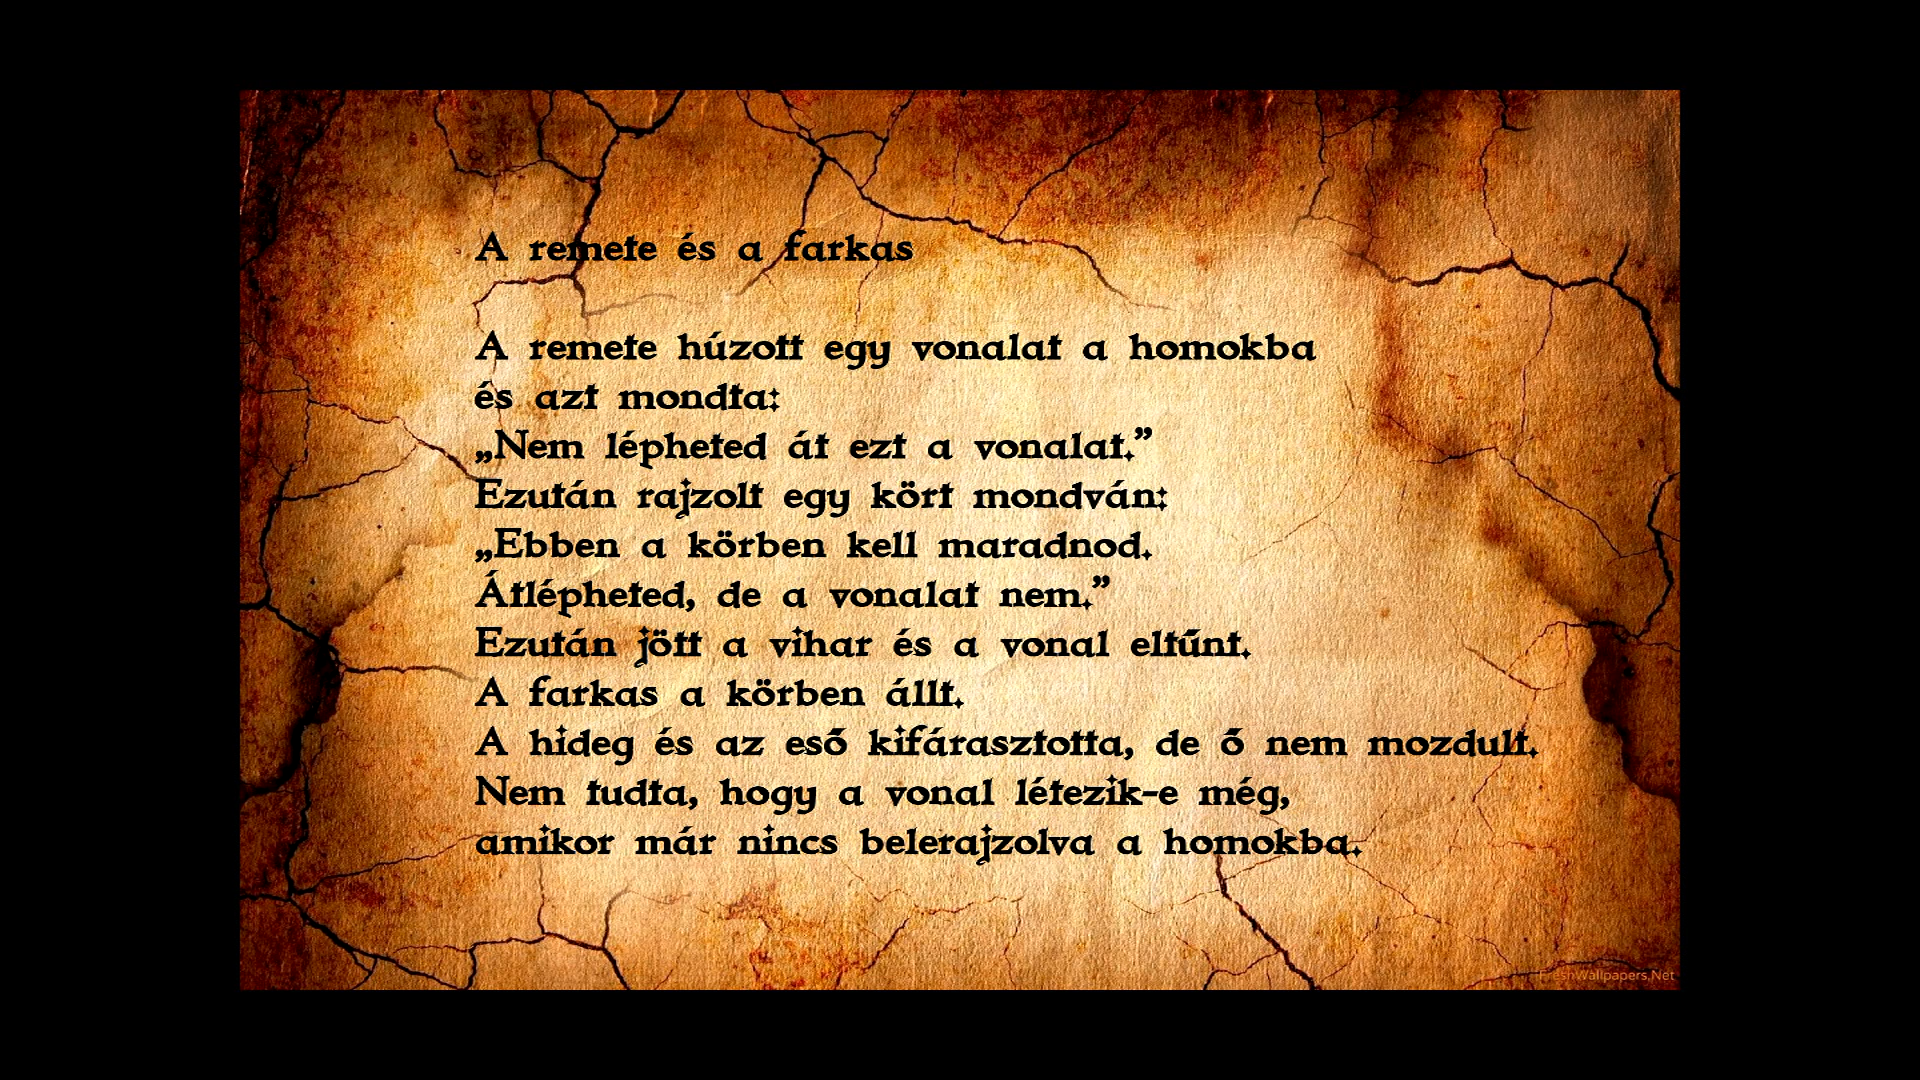 A remete és a farkas
A remete húzott egy vonalat a homokba
és azt mondta:
„Nem lépheted át ezt a vonalat.”
Ezután rajzolt egy kört mondván:
„Ebben a körben kell maradnod.
Átlépheted, de a vonalat nem.”
Ezután jött a vihar és a vonal eltűnt.
A farkas a körben állt.
A hideg és az eső kifárasztotta, de ő nem mozdult.
Nem tudta, hogy a vonal létezik-e még,
amikor már nincs belerajzolva a homokba.
FreshWallpapers.Net